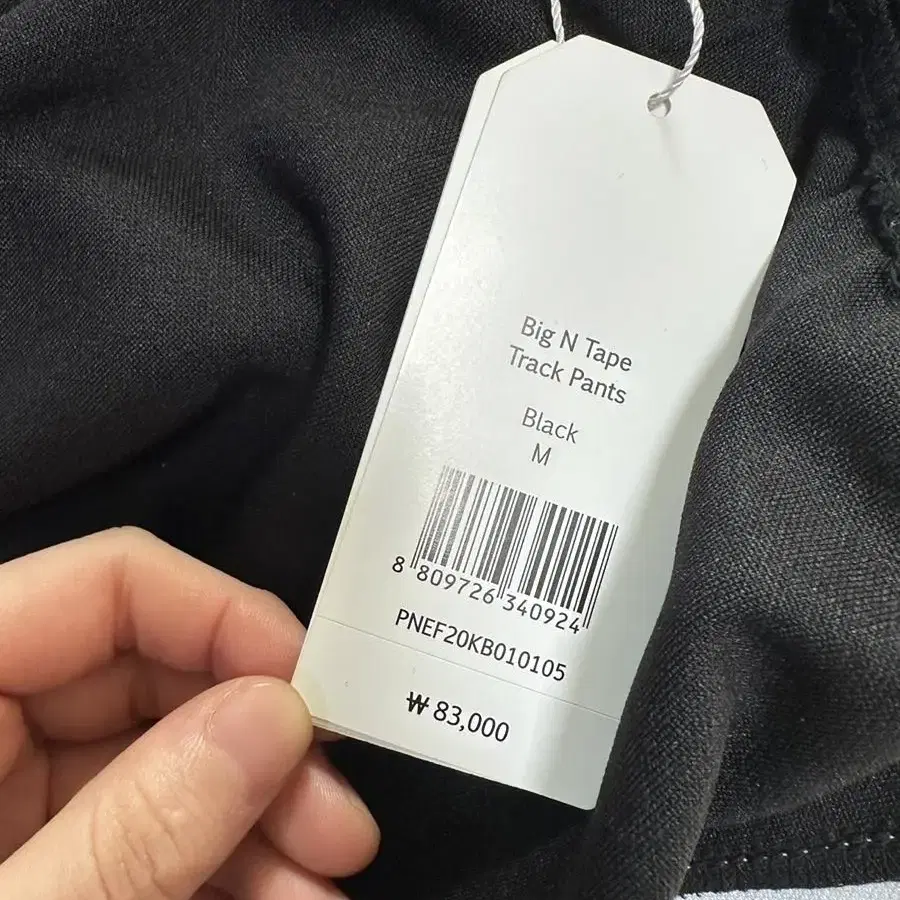 Big N Tape
Track Pants
Black
M
8 809726 340924
PNEF20KB010105
₩ 83,000